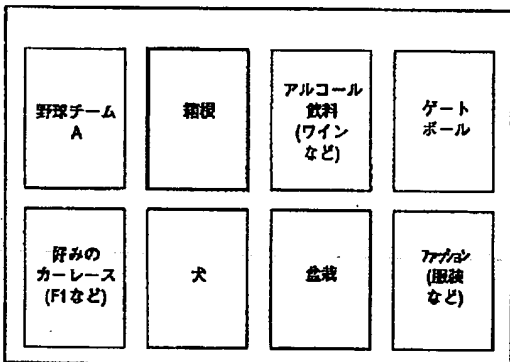 野球チーム
A
箱根
アルコール
飲料
(ワイン
など)
ゲート
ボール
好みの
カーレース
(F1など)
犬
盆栽
ファッション
(服装
など)